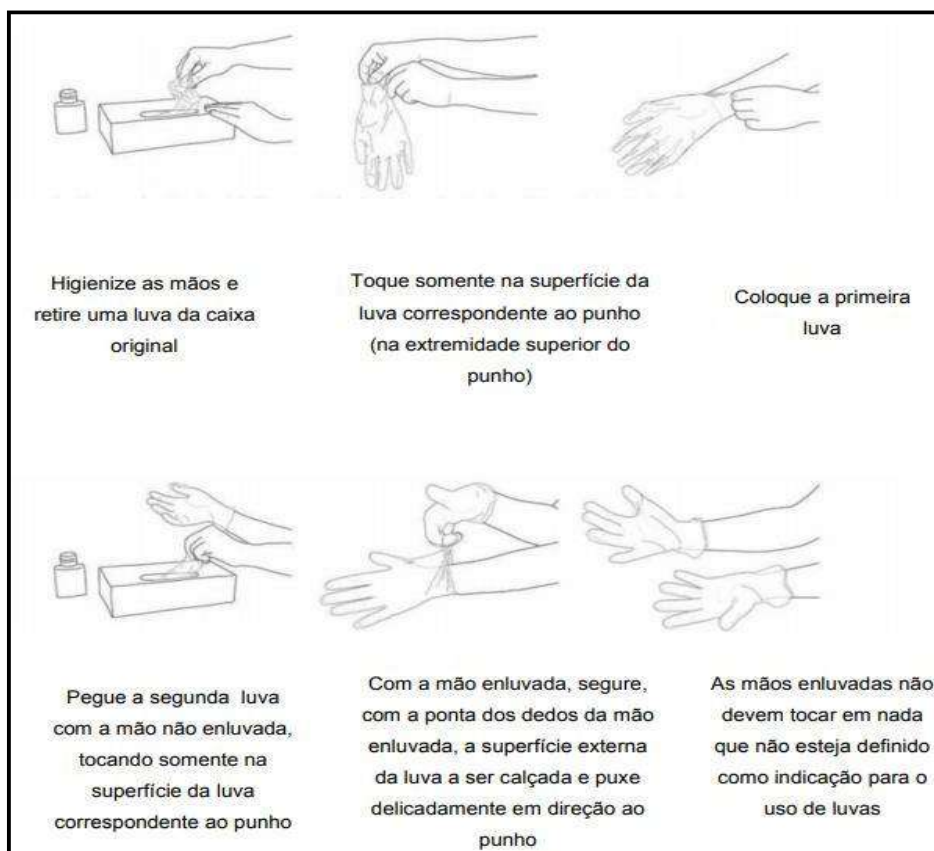 Higienize as mãos e
retire uma luva da caixa
original
Toque somente na superfície da
luva correspondente ao punho
(na extremidade superior do
punho)
Coloque a primeira
luva
Pegue a segunda luva
com a mão não enluvada,
tocando somente na
superfície da luva
correspondente ao punho
Com a mão enluvada, segure,
com a ponta dos dedos da mão
enluvada, a superfície externa
da luva a ser calçada e puxe
delicadamente em direção ao
punho
As mãos enluvadas não
devem tocar em nada
que não esteja definido
como indicação para o
uso de luvas